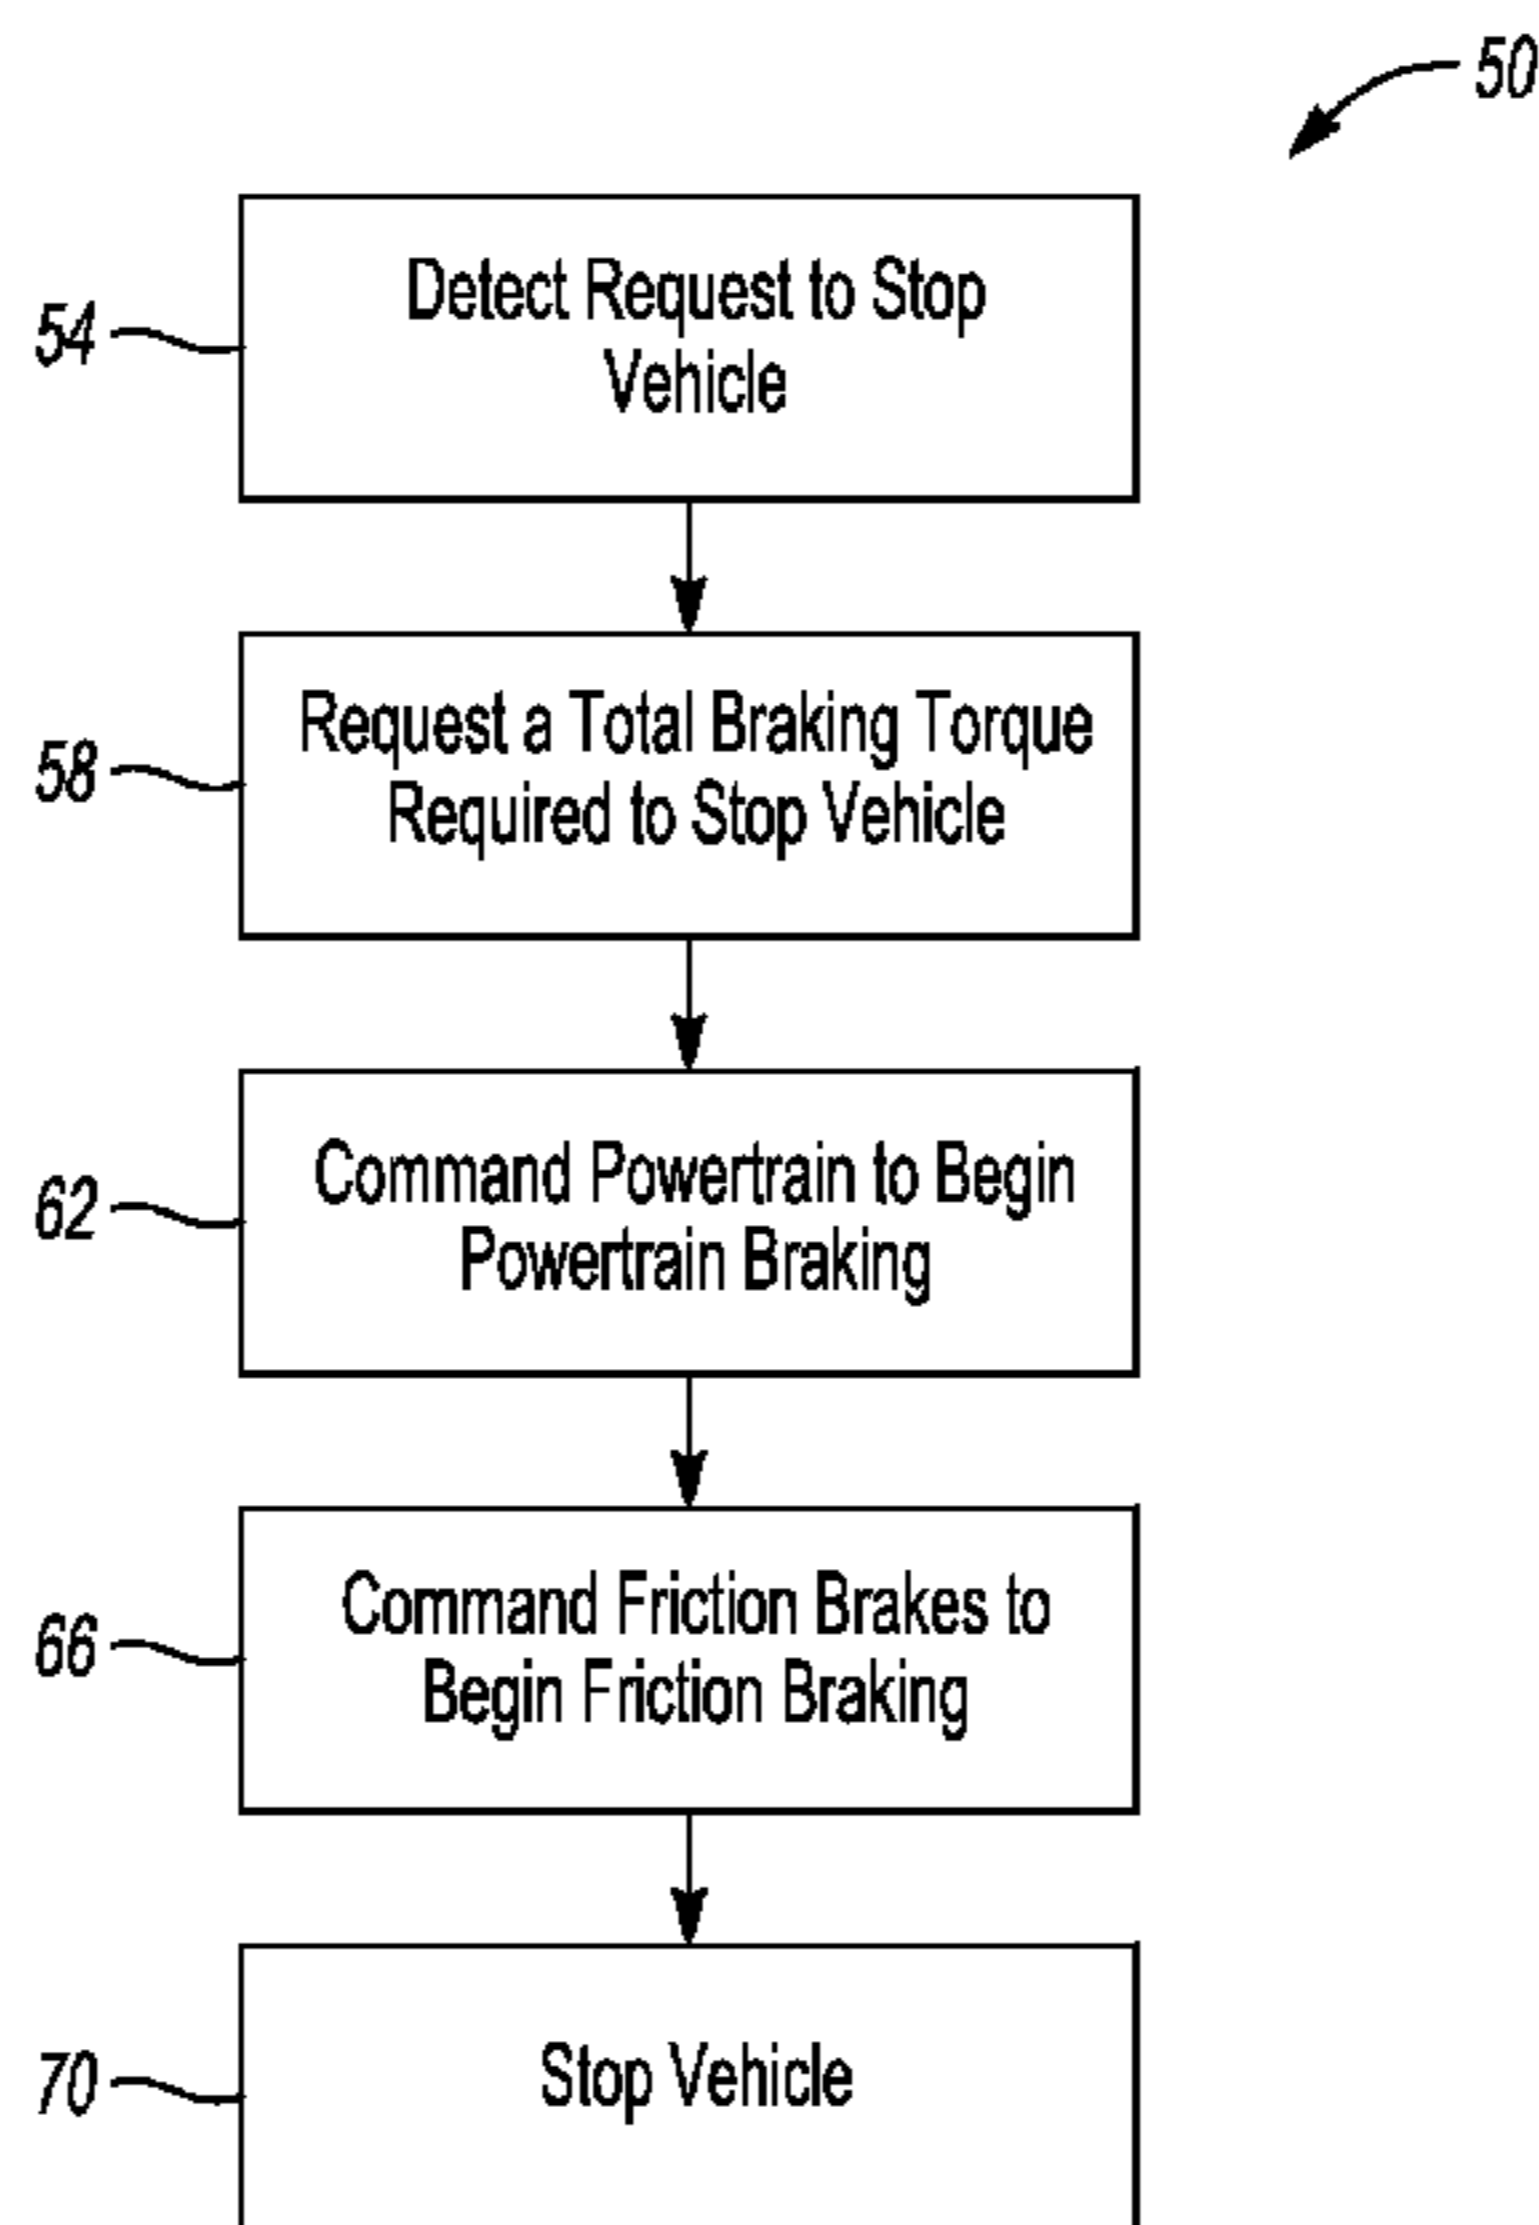 50
54
Detect Request to Stop
Vehicle
58
Request a Total Braking Torque
Required to Stop Vehicle
62
Command Powertrain to Begin
Powertrain Braking
66
Command Friction Brakes to
Begin Friction Braking
70
Stop Vehicle